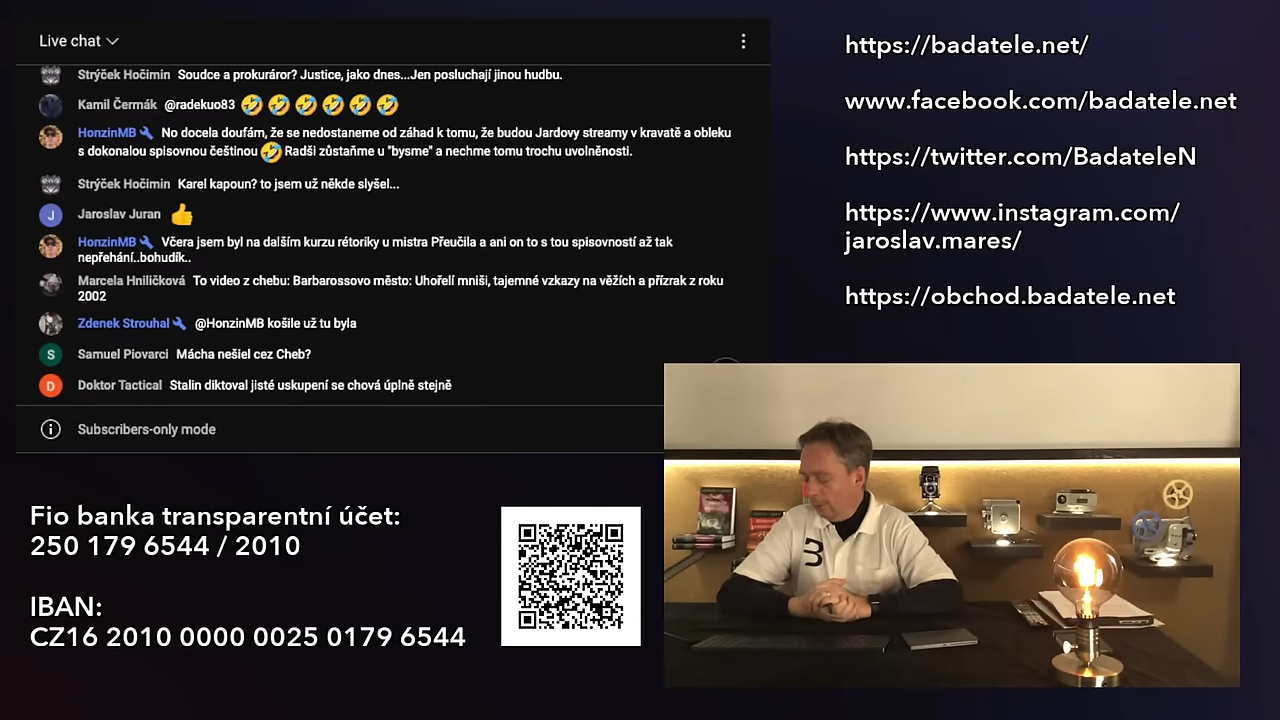 Live chat
Strýček Hočimin Soudce a prokuráror? Justice, jako dnes...Jen posluchají jinou hudbu.
Kamil Čermák @radekuo83 🤣 🤣 🤣 🤣 🤣 🤣
HonzinMB No docela doufám, že se nedostaneme od záhad k tomu, že budou Jardovy streamy v kravatě a obleku
s dokonalou spisovnou češtinou 🤣 Radši zůstaňme u "bysme" a nechme tomu trochu uvolněnosti.
Strýček Hočimin Karel kapoun? to jsem už někde slyšel...
J Jaroslav Juran 👍
HonzinMB Včera jsem byl na dalším kurzu rétoriky u mistra Přeučila a ani on to s tou spisovností až tak
nepřehání..bohudík..
Marcela Hniličková To video z chebu: Barbarossovo město: Uhořelí mniši, tajemné vzkazy na věžích a přízrak z roku
2002
Zdenek Strouhal @HonzinMB košile už tu byla
S Samuel Piovarci Mácha nešiel cez Cheb?
D Doktor Tactical Stalin diktoval jisté uskupení se chová úplně stejně
Subscribers-only mode
https://badatele.net/
www.facebook.com/badatele.net
https://twitter.com/BadateleN
https://www.instagram.com/
jaroslav.mares/
https://obchod.badatele.net
Fio banka transparentní účet:
250 179 6544 / 2010
IBAN:
CZ16 2010 0000 0025 0179 6544